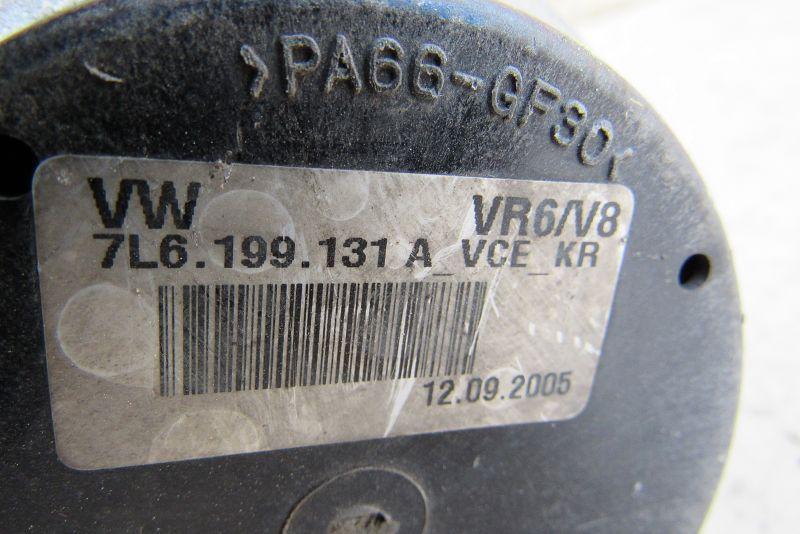 >PA66-GF30<
VW VR6/V8
7L6.199.131 A_VCE_KR
12.09.2005